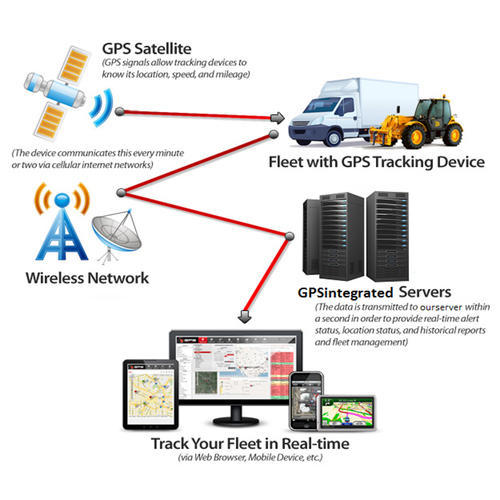 GPS Satellite
(GPS signals allow tracking devices to
know its location, speed, and mileage)
(The device communicates this every minute
or two via cellular internet networks)
Fleet with GPS Tracking Device
Wireless Network
GPSintegrated Servers
(The data is transmitted to ourserver within
a second in order to provide real-time alert
status, location status, and historical reports
and fleet management)
Track Your Fleet in Real-time
(via Web Browser, Mobile Device, etc.)